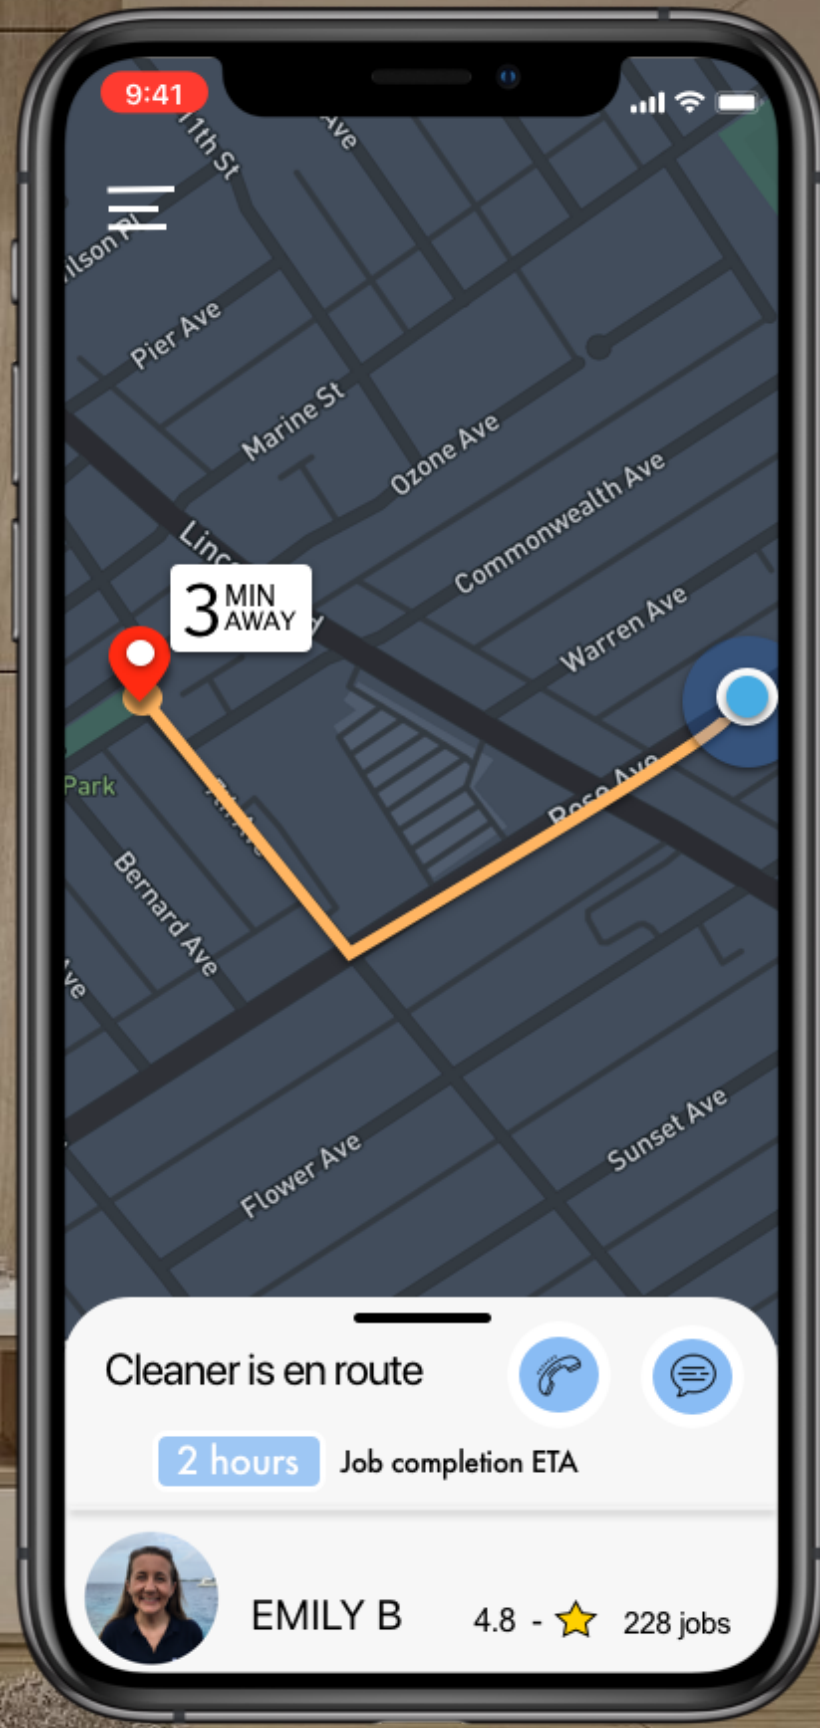 9:41
11th St
Ave
Pier Ave
Marine St
Ozone Ave
Commonwealth Ave
3 MIN
AWAY
Warren Ave
Park
Rose Ave
Bernard Ave
Flower Ave
Sunset Ave
Cleaner is en route
2 hours Job completion ETA
EMILY B 4.8 - 228 jobs